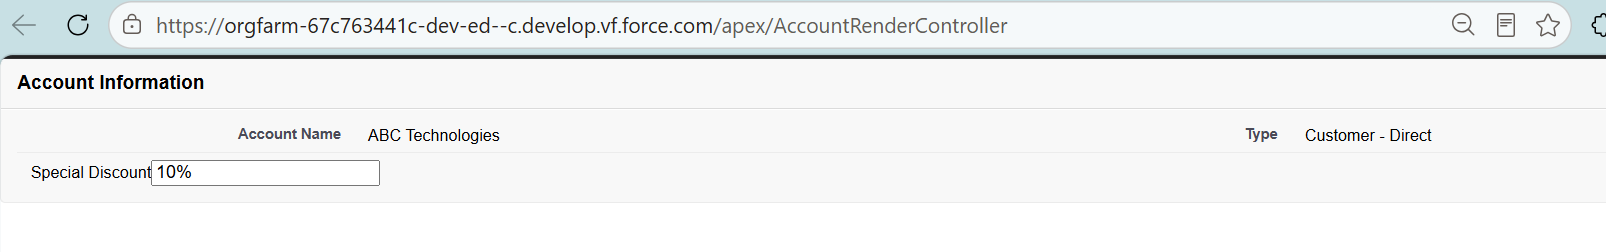 https://orgfarm-67c763441c-dev-ed--c.develop.vf.force.com/apex/AccountRenderController
Account Information
Account Name ABC Technologies Type Customer - Direct
Special Discount 10%